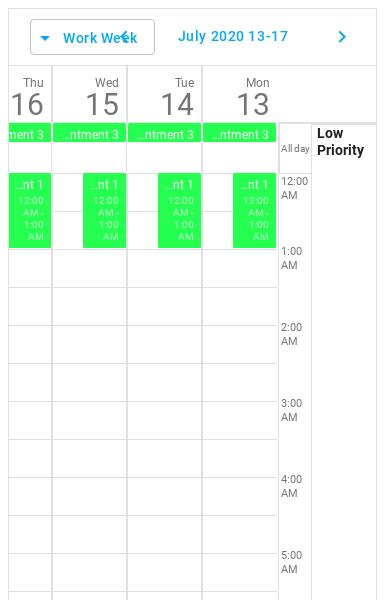 Work Week
July 2020 13-17
Thu Wed Tue Mon
16 15 14 13
ment 3 ...ntment 3 ...ntment 3 ...ntment 3
All day
Low
Priority
...nt 1 ...nt 1 ...nt 1 ...nt 1
12:00 12:00 12:00 12:00
AM - AM - AM - AM -
1:00 1:00 1:00 1:00
AM AM AM AM
12:00
AM
1:00
AM
2:00
AM
3:00
AM
4:00
AM
5:00
AM